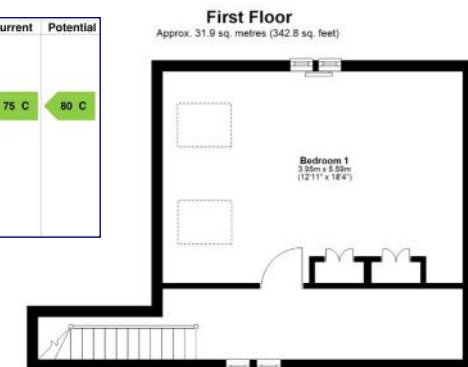 First Floor
Approx. 31.9 sq. metres (342.8 sq. feet)
urrent Potential
75 C 80 C
Bedroom 1
3.95m x 5.59m
(12'11" x 18'4")